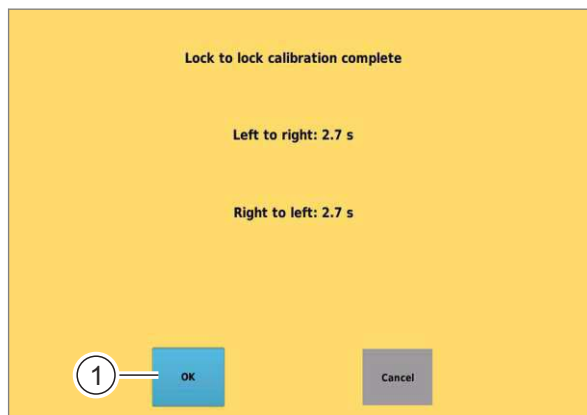 Lock to lock calibration complete
Left to right: 2.7 s
Right to left: 2.7 s
1
OK
Cancel